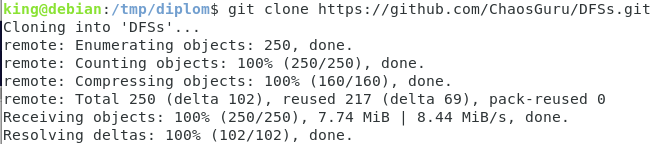 king@debian:/tmp/diplom$ git clone https://github.com/ChaosGuru/DFSs.git
Cloning into 'DFSs'...
remote: Enumerating objects: 250, done.
remote: Counting objects: 100% (250/250), done.
remote: Compressing objects: 100% (160/160), done.
remote: Total 250 (delta 102), reused 217 (delta 69), pack-reused 0
Receiving objects: 100% (250/250), 7.74 MiB | 8.44 MiB/s, done.
Resolving deltas: 100% (102/102), done.